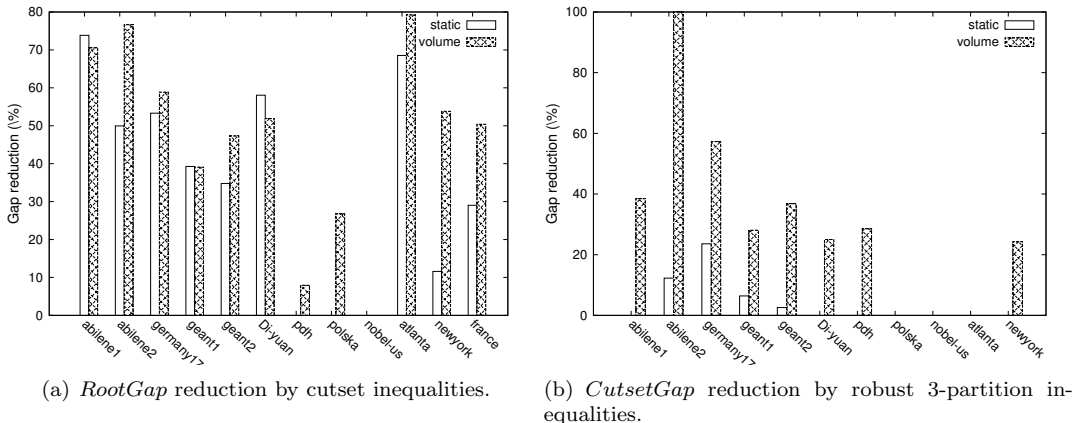 80
70
60
50
40
30
20
10
0
Gap reduction (\%)
static
volume
abilene1
abilene2
germany17
geant1
geant2
Di-yuan
pdh
polska
nobel-us
atlanta
newyork
france
(a) RootGap reduction by cutset inequalities.
100
80
60
40
20
0
Gap reduction (\%)
static
volume
abilene1
abilene2
germany17
geant1
geant2
Di-yuan
pdh
polska
nobel-us
atlanta
newyork
(b) CutsetGap reduction by robust 3-partition in-
equalities.